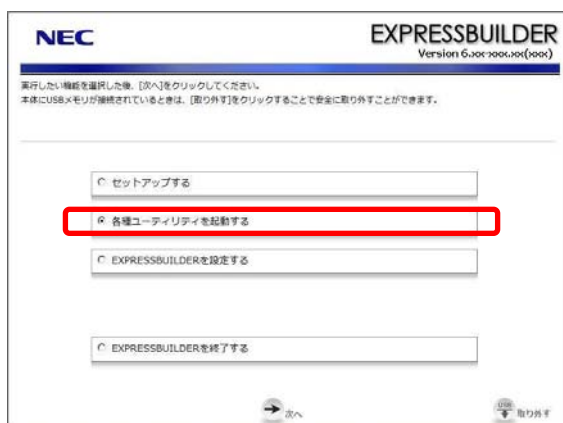 NEC
EXPRESSBUILDER
Version 6.xx-xxx.xx(xxx)
実行したい機能を選択した後、[次へ]をクリックしてください。
本体にUSBメモリが接続されているときは、[取り外す]をクリックすることで安全に取り外すことができます。
セットアップする
各種ユーティリティを起動する
EXPRESSBUILDERを設定する
EXPRESSBUILDERを終了する
次へ
USB
取り外す